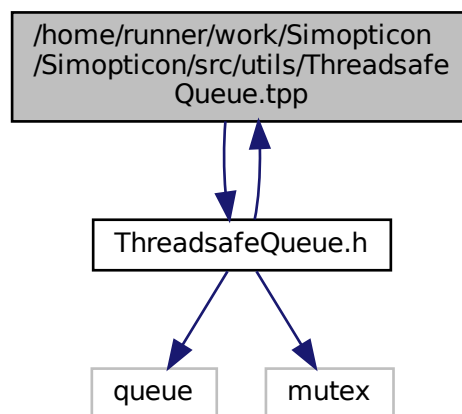 /home/runner/work/Simopticon
/Simopticon/src/utils/Threadsafe
Queue.tpp
ThreadsafeQueue.h
queue
mutex